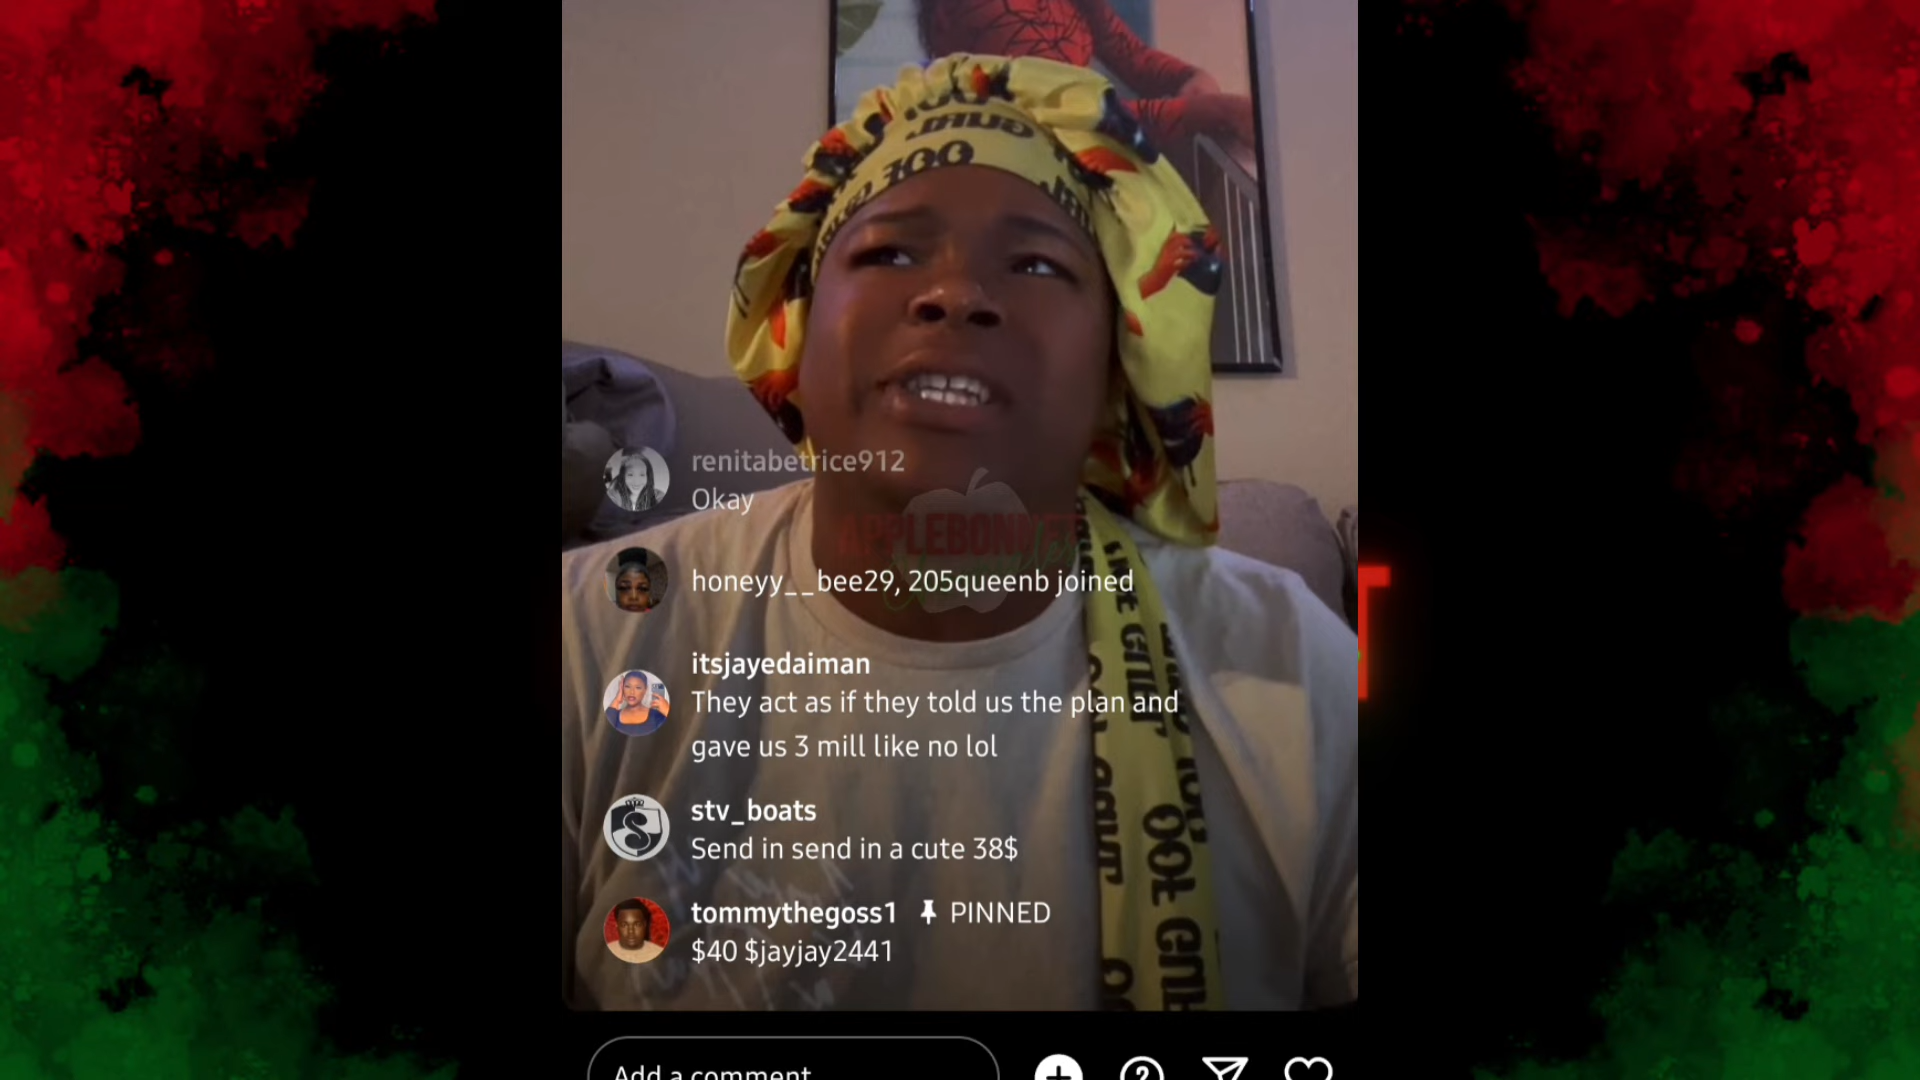 renitabetrice912
Okay
APPLEBONNET
honeyy__bee29, 205queenb joined
itsjayedaiman
They act as if they told us the plan and
gave us 3 mill like no lol
stv_boats
Send in send in a cute 38$
tommythegoss1 PINNED
$40 $jayjay2441
Add a comment